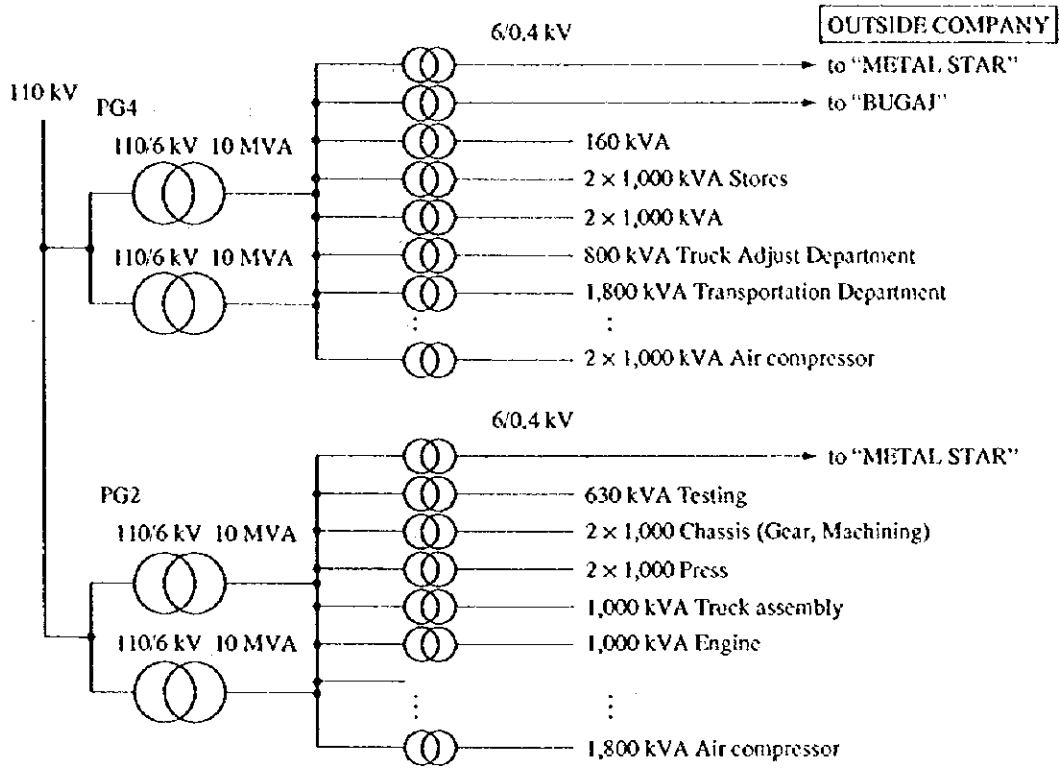 6/0.4 kV
OUTSIDE COMPANY
to "METAL STAR"
110 kV
PG4
to "BUGAJ"
110/6 kV 10 MVA
160 kVA
2 × 1,000 kVA Stores
2 × 1,000 kVA
110/6 kV 10 MVA
800 kVA Truck Adjust Department
1,800 kVA Transportation Department
2 × 1,000 kVA Air compressor
6/0.4 kV
to "METAL STAR"
PG2
630 kVA Testing
110/6 kV 10 MVA
2 × 1,000 Chassis (Gear, Machining)
2 × 1,000 Press
1,000 kVA Truck assembly
110/6 kV 10 MVA
1,000 kVA Engine
1,800 kVA Air compressor